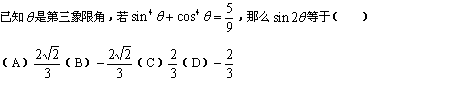 已知θ是第三象限角，若sin⁴θ+cos⁴θ=5/9，那么sin2θ等于（　　）
（A）2√2/3（B）-2√2/3（C）2/3（D）-2/3